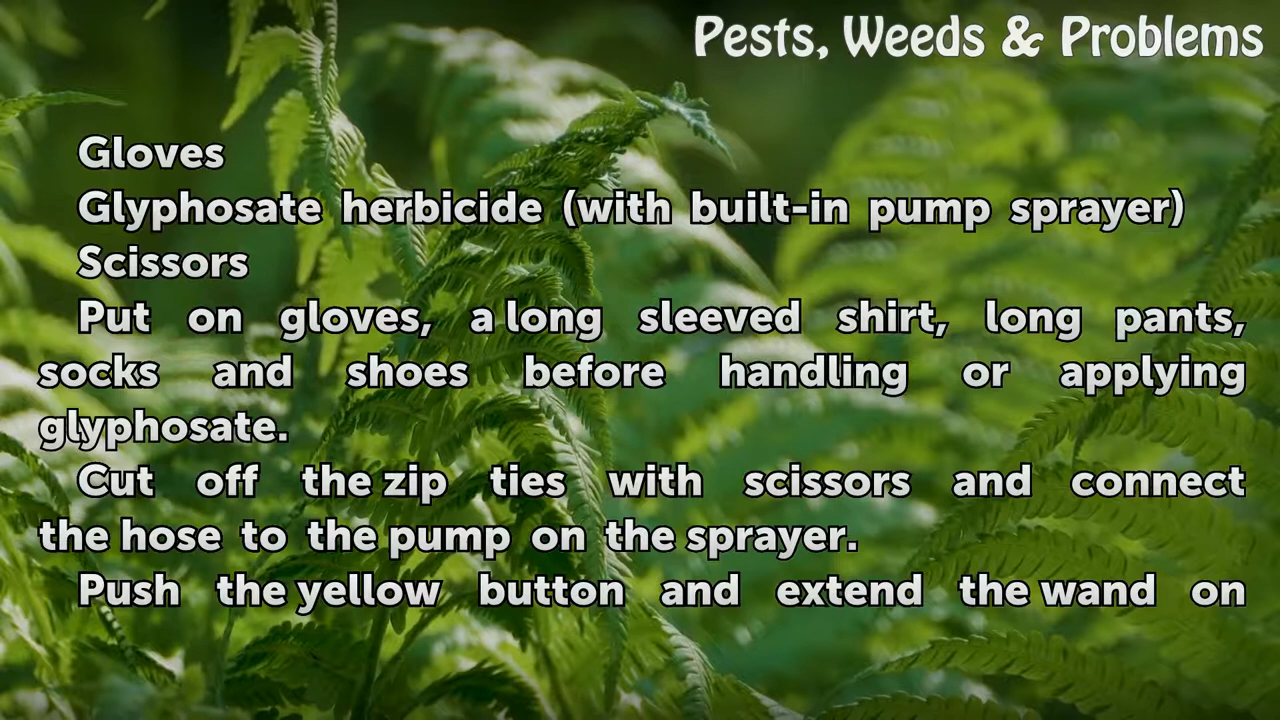 Pests, Weeds & Problems
Gloves
Glyphosate herbicide (with built-in pump sprayer)
Scissors
Put on gloves, a long sleeved shirt, long pants,
socks and shoes before handling or applying
glyphosate.
Cut off the zip ties with scissors and connect
the hose to the pump on the sprayer.
Push the yellow button and extend the wand on